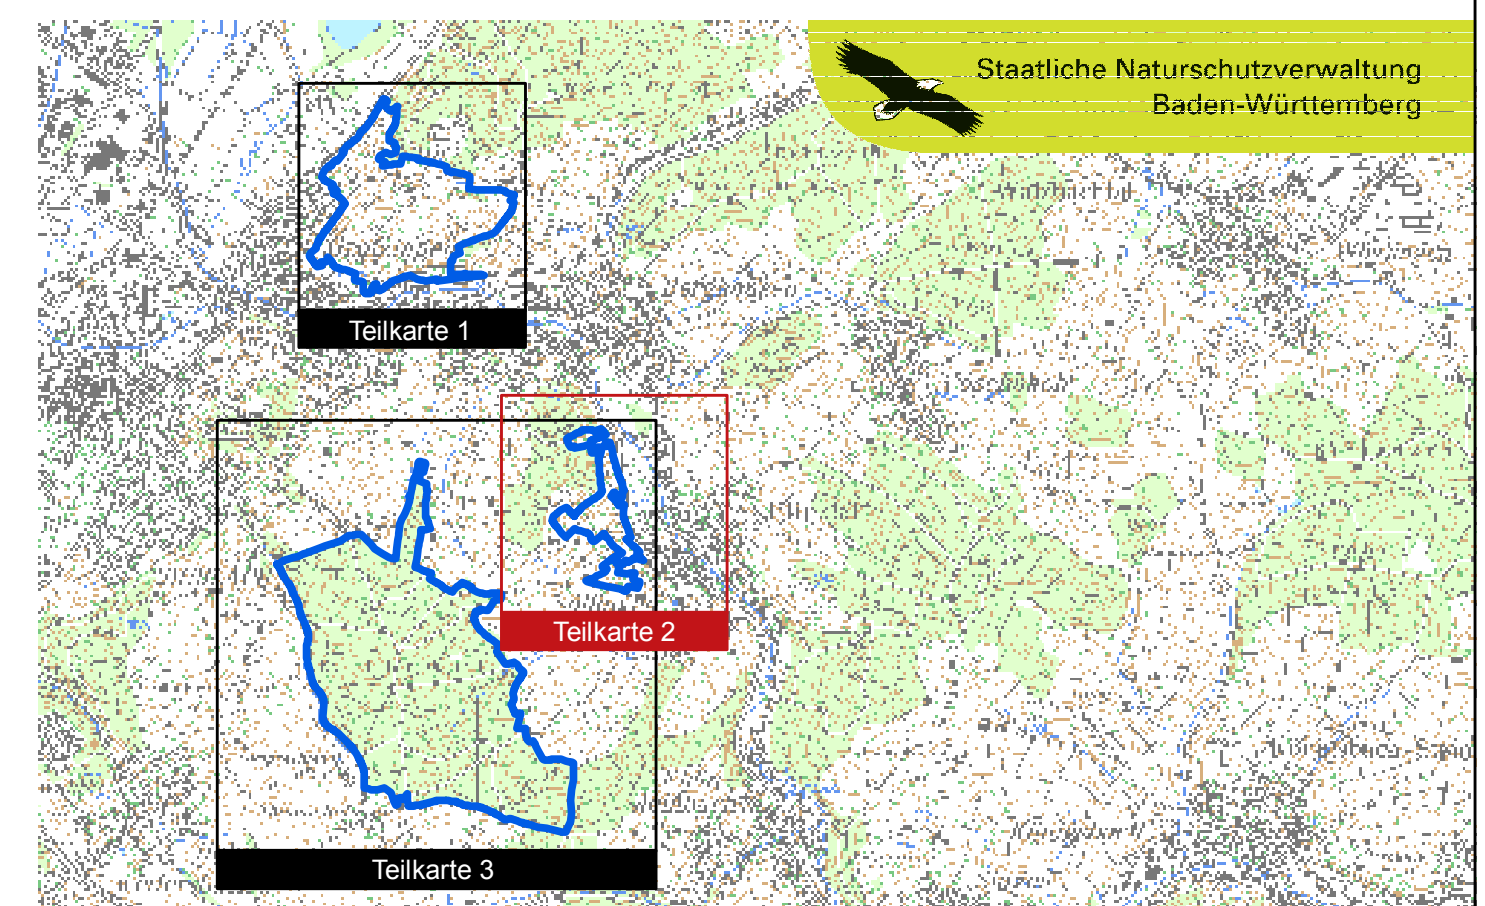 Staatliche Naturschutzverwaltung
Baden-Württemberg
Teilkarte 1
Teilkarte 2
Teilkarte 3